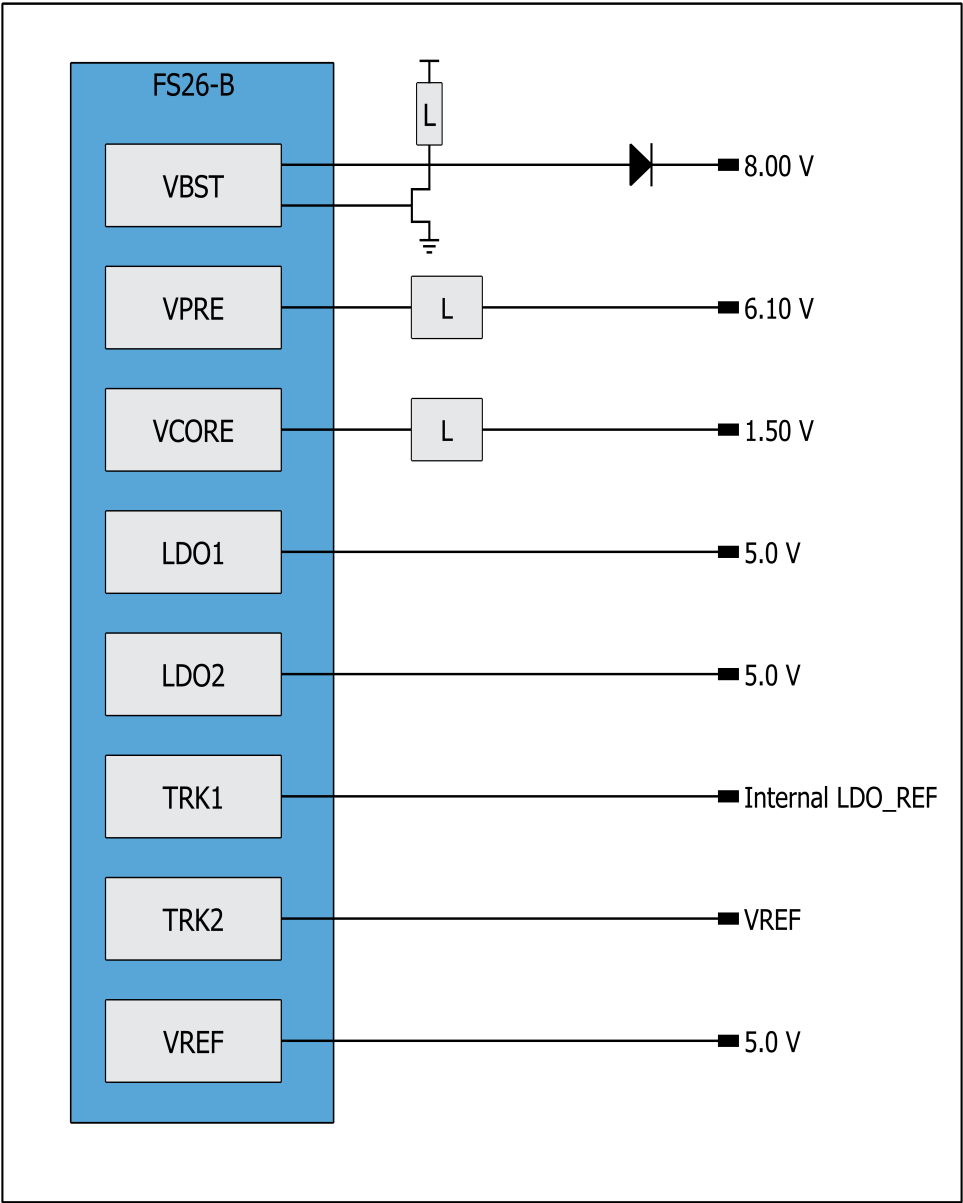 FS26-B
L
VBST
8.00 V
VPRE
L
6.10 V
VCORE
L
1.50 V
LDO1
5.0 V
LDO2
5.0 V
TRK1
Internal LDO_REF
TRK2
VREF
VREF
5.0 V